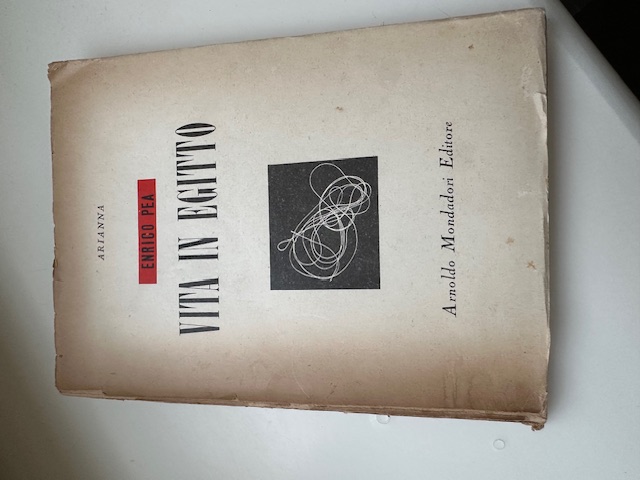 ARIANNA
ENRICO PEA
VITA IN EGITTO
Arnoldo Mondadori Editore